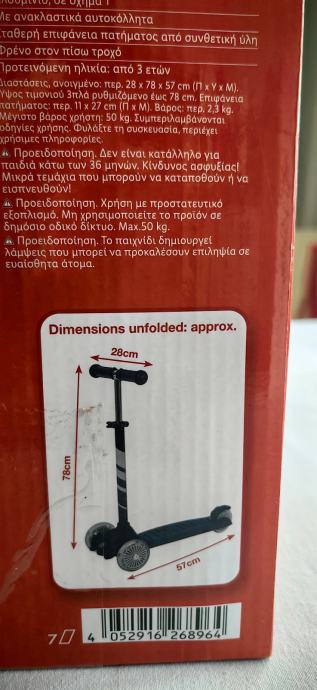 Με ανακλαστικά αυτοκόλλητα
Σταθερή επιφάνεια πατήματος από συνθετική ύλη
Φρένο στον πίσω τροχό
Προτεινόμενη ηλικία: από 3 ετών
Διαστάσεις, ανοιγμένο: περ. 28 x 78 x 57 cm (Π x Υ x Μ).
Ύψος τιμονιού 3πλά ρυθμιζόμενο έως 78 cm. Επιφάνεια
πατήματος: περ. 11 x 27 cm (Π x Μ). Βάρος: περ. 2,3 kg.
Μέγιστο βάρος χρήστη: 50 kg. Συμπεριλαμβάνονται
οδηγίες χρήσης. Φυλάξτε τη συσκευασία, περιέχει
χρήσιμες πληροφορίες.
Προειδοποίηση. Δεν είναι κατάλληλο για
παιδιά κάτω των 36 μηνών. Κίνδυνος ασφυξίας!
Μικρά τεμάχια που μπορούν να καταποθούν ή να
εισπνευσθούν!
Προειδοποίηση. Χρήση με προστατευτικό
εξοπλισμό. Μη χρησιμοποιείτε το προϊόν σε
δημόσιο οδικό δίκτυο. Max.50 kg.
Προειδοποίηση. Το παιχνίδι δημιουργεί
λάμψεις που μπορεί να προκαλέσουν επιληψία σε
ευαίσθητα άτομα.
Dimensions unfolded: approx.
28cm
78cm
57cm
7
4 052916 268964